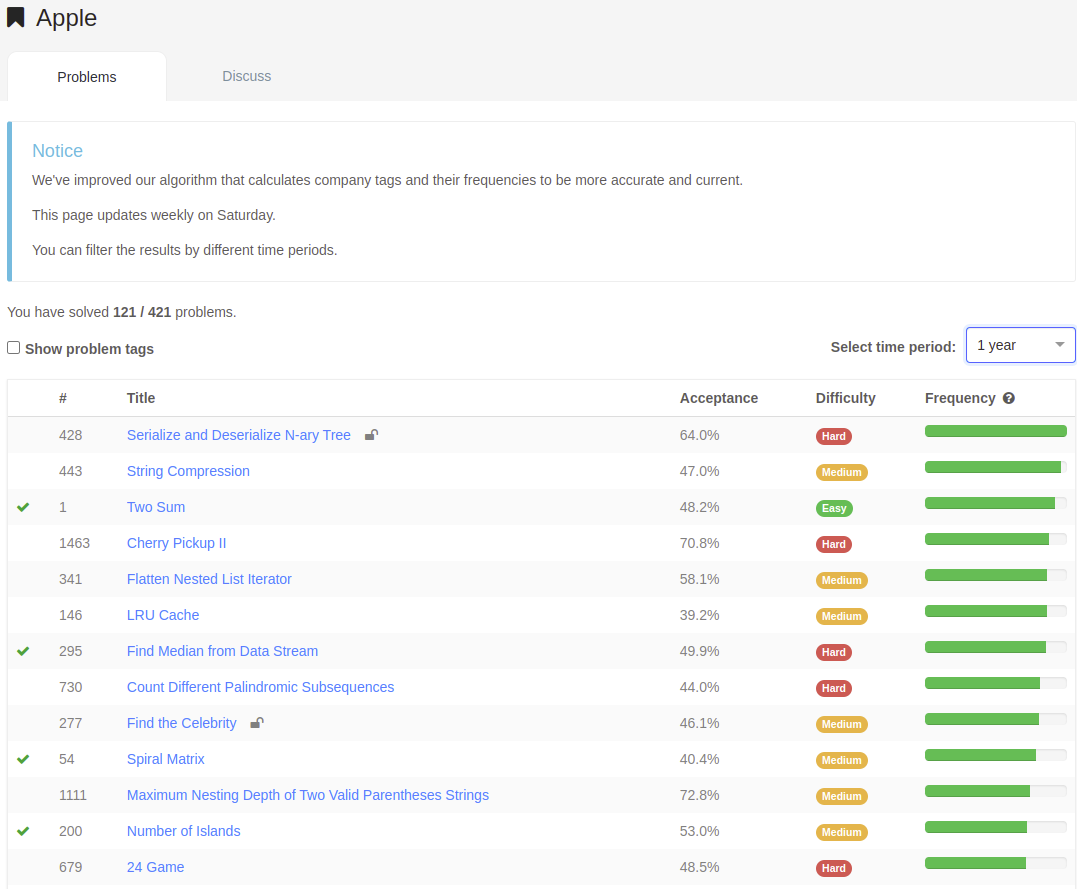 Apple
Problems Discuss
Notice
We've improved our algorithm that calculates company tags and their frequencies to be more accurate and current.
This page updates weekly on Saturday.
You can filter the results by different time periods.
You have solved 121 / 421 problems.
Show problem tags Select time period: 1 year
# Title Acceptance Difficulty Frequency ?
428 Serialize and Deserialize N-ary Tree 64.0% Hard
443 String Compression 47.0% Medium
1 Two Sum 48.2% Easy
1463 Cherry Pickup II 70.8% Hard
341 Flatten Nested List Iterator 58.1% Medium
146 LRU Cache 39.2% Medium
295 Find Median from Data Stream 49.9% Hard
730 Count Different Palindromic Subsequences 44.0% Hard
277 Find the Celebrity 46.1% Medium
54 Spiral Matrix 40.4% Medium
1111 Maximum Nesting Depth of Two Valid Parentheses Strings 72.8% Medium
200 Number of Islands 53.0% Medium
679 24 Game 48.5% Hard